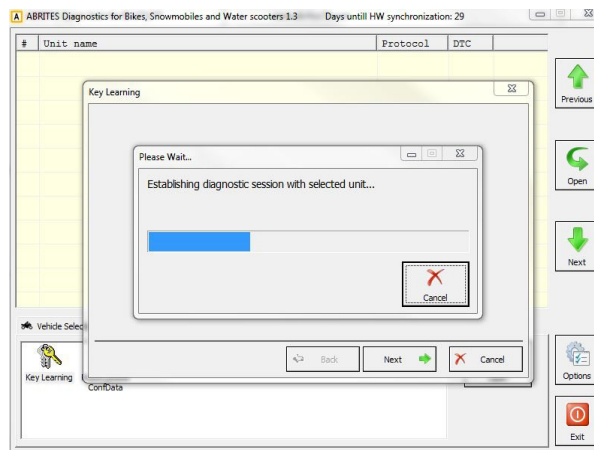 A ABRITES Diagnostics for Bikes, Snowmobiles and Water scooters 1.3 Days untill HW synchronization: 29
# Unit name Protocol DTC
Key Learning
Previous
Please Wait...
Establishing diagnostic session with selected unit...
Open
Next
Cancel
Vehicle Selec
Back Next Cancel
Key Learning
ConfData
Options
Exit